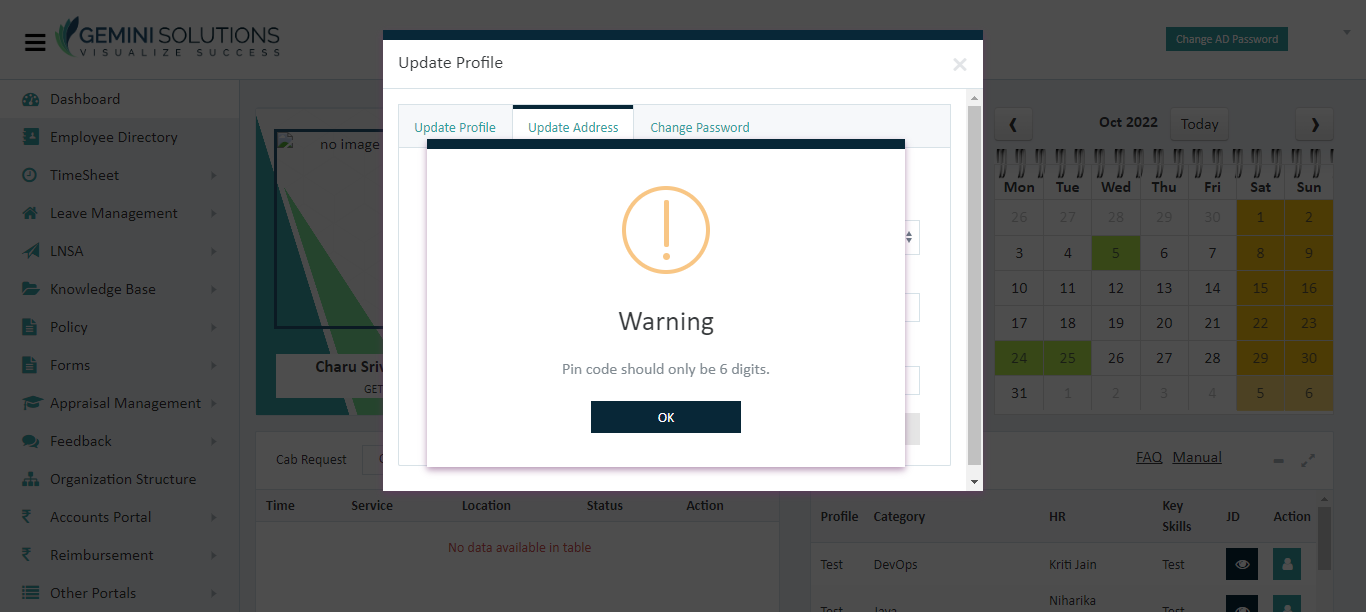 GEMINI SOLUTIONS
VISUALIZE SUCCESS
Change AD Password
Dashboard
Employee Directory
TimeSheet
Leave Management
LNSA
Knowledge Base
Policy
Forms
Appraisal Management
Feedback
Organization Structure
Accounts Portal
Reimbursement
Other Portals
no image
Charu
GET
Update Profile
×
Update Profile Update Address Change Password
Warning
Pin code should only be 6 digits.
OK
❮ Oct 2022 Today ❯
Mon Tue Wed Thu Fri Sat Sun
26 27 28 29 30 1 2
3 4 5 6 7 8 9
10 11 12 13 14 15 16
17 18 19 20 21 22 23
24 25 26 27 28 29 30
31 1 2 3 4 5 6
Cab Request
Time Service Location Status Action
No data available in table
FAQ Manual
Profile Category HR Key Skills JD Action
Test DevOps Kriti Jain Test
Test Java Niharika Test